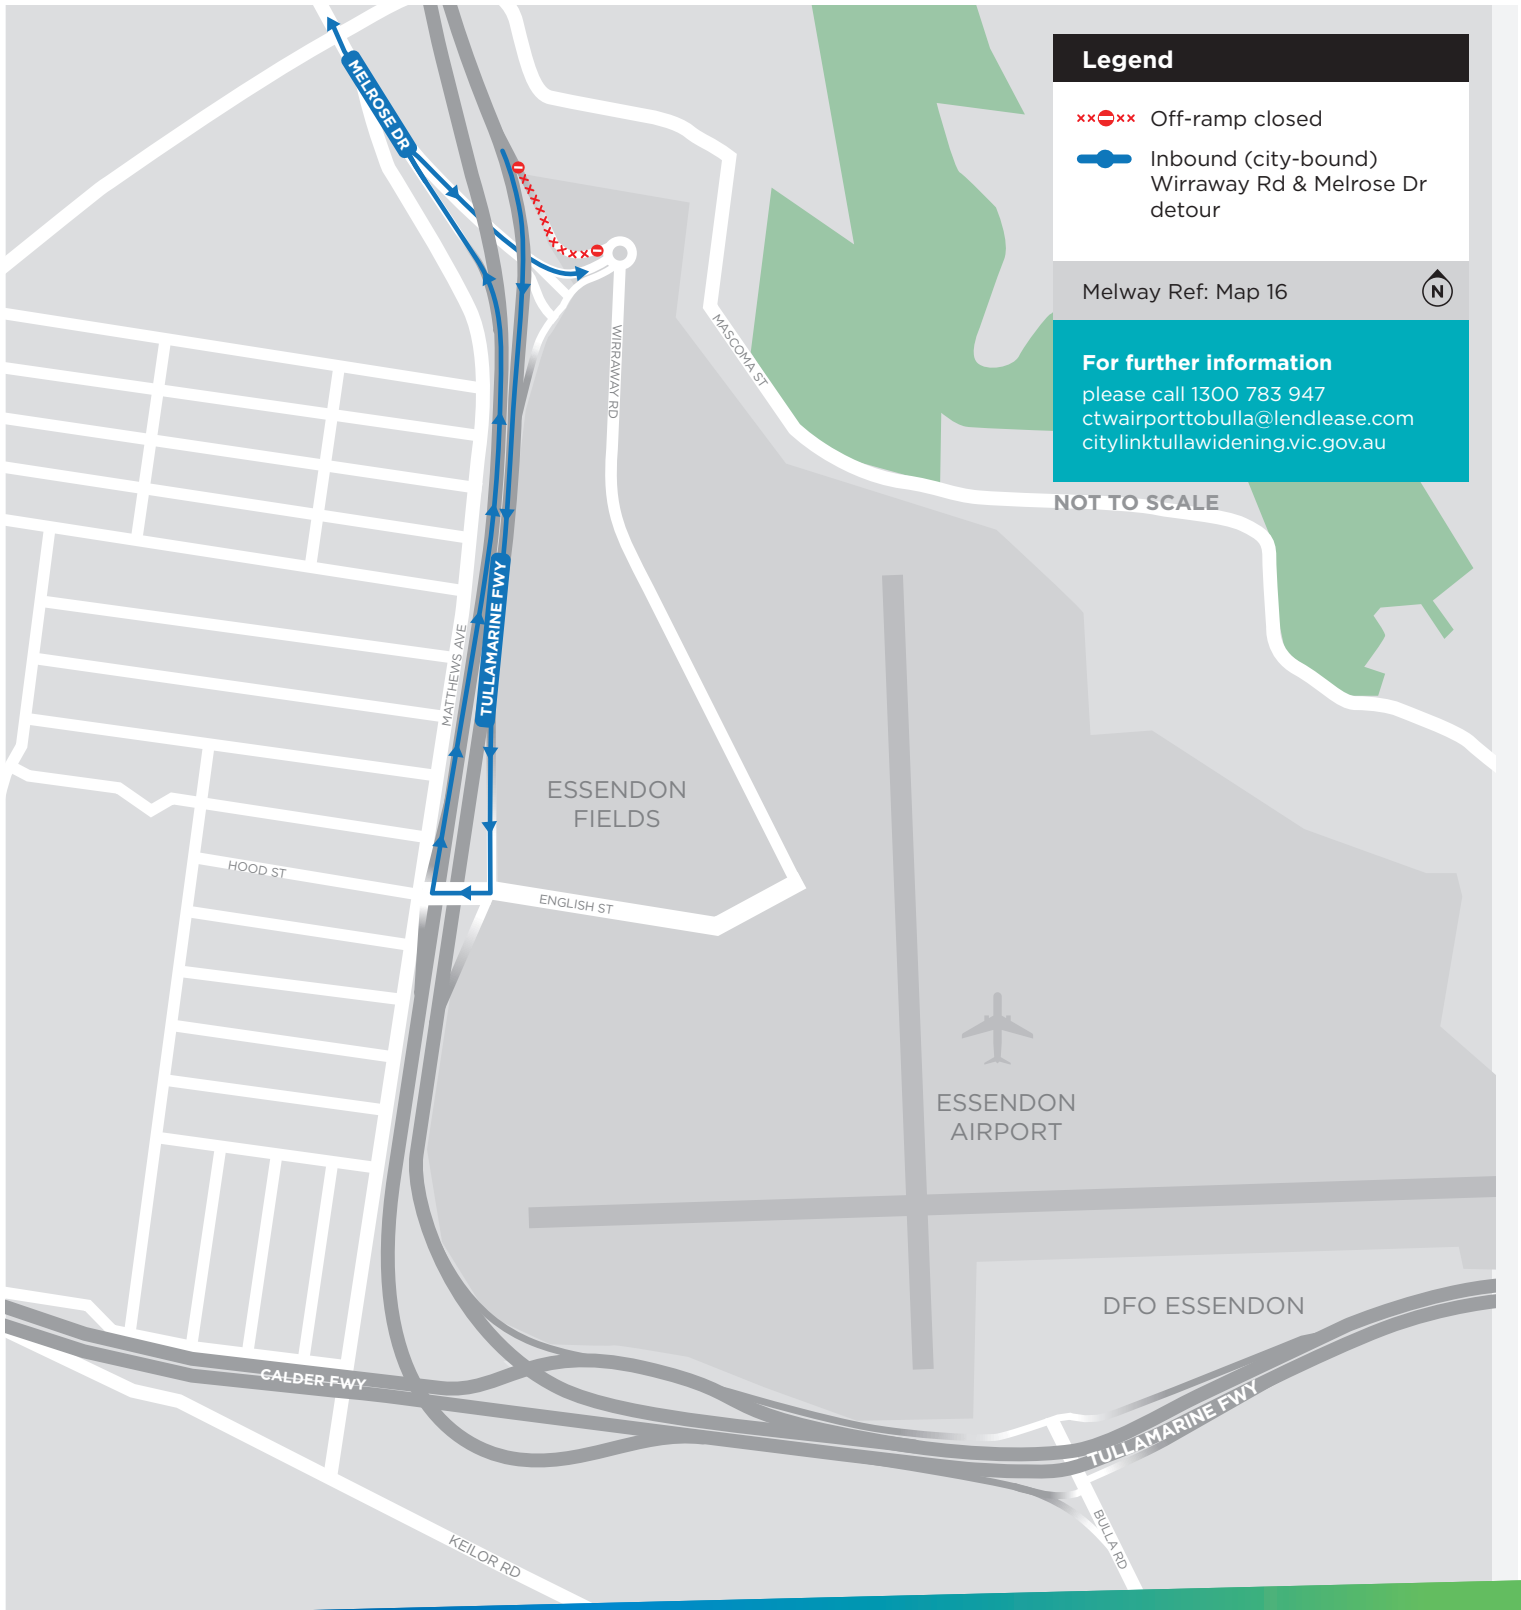 Legend
Off-ramp closed
Inbound (city-bound)
Wirraway Rd & Melrose Dr
detour
Melway Ref: Map 16
N
For further information
please call 1300 783 947
ctwairporttobulla@lendlease.com
citylinktullawidening.vic.gov.au
NOT TO SCALE
MELROSE DR
WIRRAWAY RD
MASCOMA ST
TULLAMARINE FWY
MATTHEWS AVE
ESSENDON
FIELDS
HOOD ST
ENGLISH ST
ESSENDON
AIRPORT
DFO ESSENDON
CALDER FWY
TULLAMARINE FWY
KEILOR RD
BULLA RD